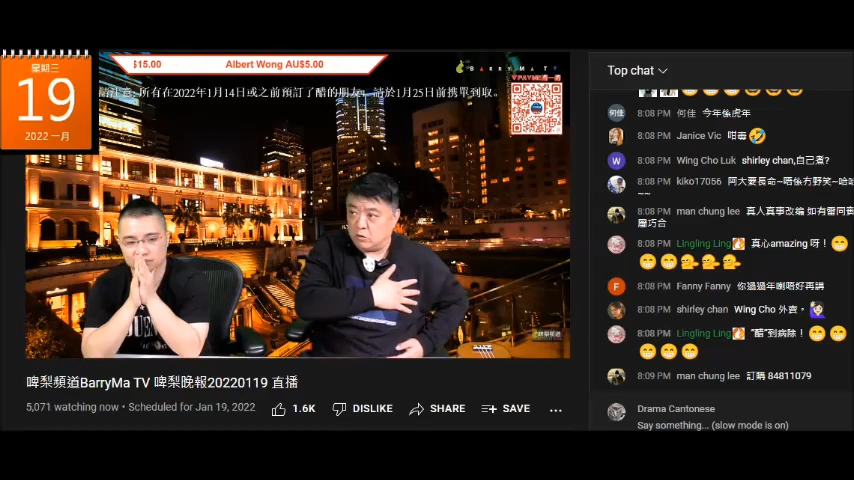 星期三
19
2022 一月
$15.00 Albert Wong AU$5.00
BARRYMA TV
請注意: 所有在2022年1月14日或之前預訂了醋的朋友，請於1月25日前携單到取。
啤梨頻道
啤梨頻道BarryMa TV 啤梨晚報20220119 直播
5,071 watching now • Scheduled for Jan 19, 2022
1.6K DISLIKE SHARE SAVE ...
Top chat
8:08 PM 何佳 今年係虎年
8:08 PM Janice Vic 咁毒
8:08 PM Wing Cho Luk shirley chan,自己煮?
8:08 PM kiko17056 阿大要長命~唔係冇野笑~哈哈
~~
8:08 PM man chung lee 真人真事改編 如有雷同實
屬巧合
8:08 PM Lingling Ling 真心amazing 呀！
8:08 PM Fanny Fanny 你過過年喇唔好再講
8:08 PM shirley chan Wing Cho 外賣，
8:08 PM Lingling Ling “醋”到病除！
8:09 PM man chung lee 訂購 84811079
Drama Cantonese
Say something... (slow mode is on)